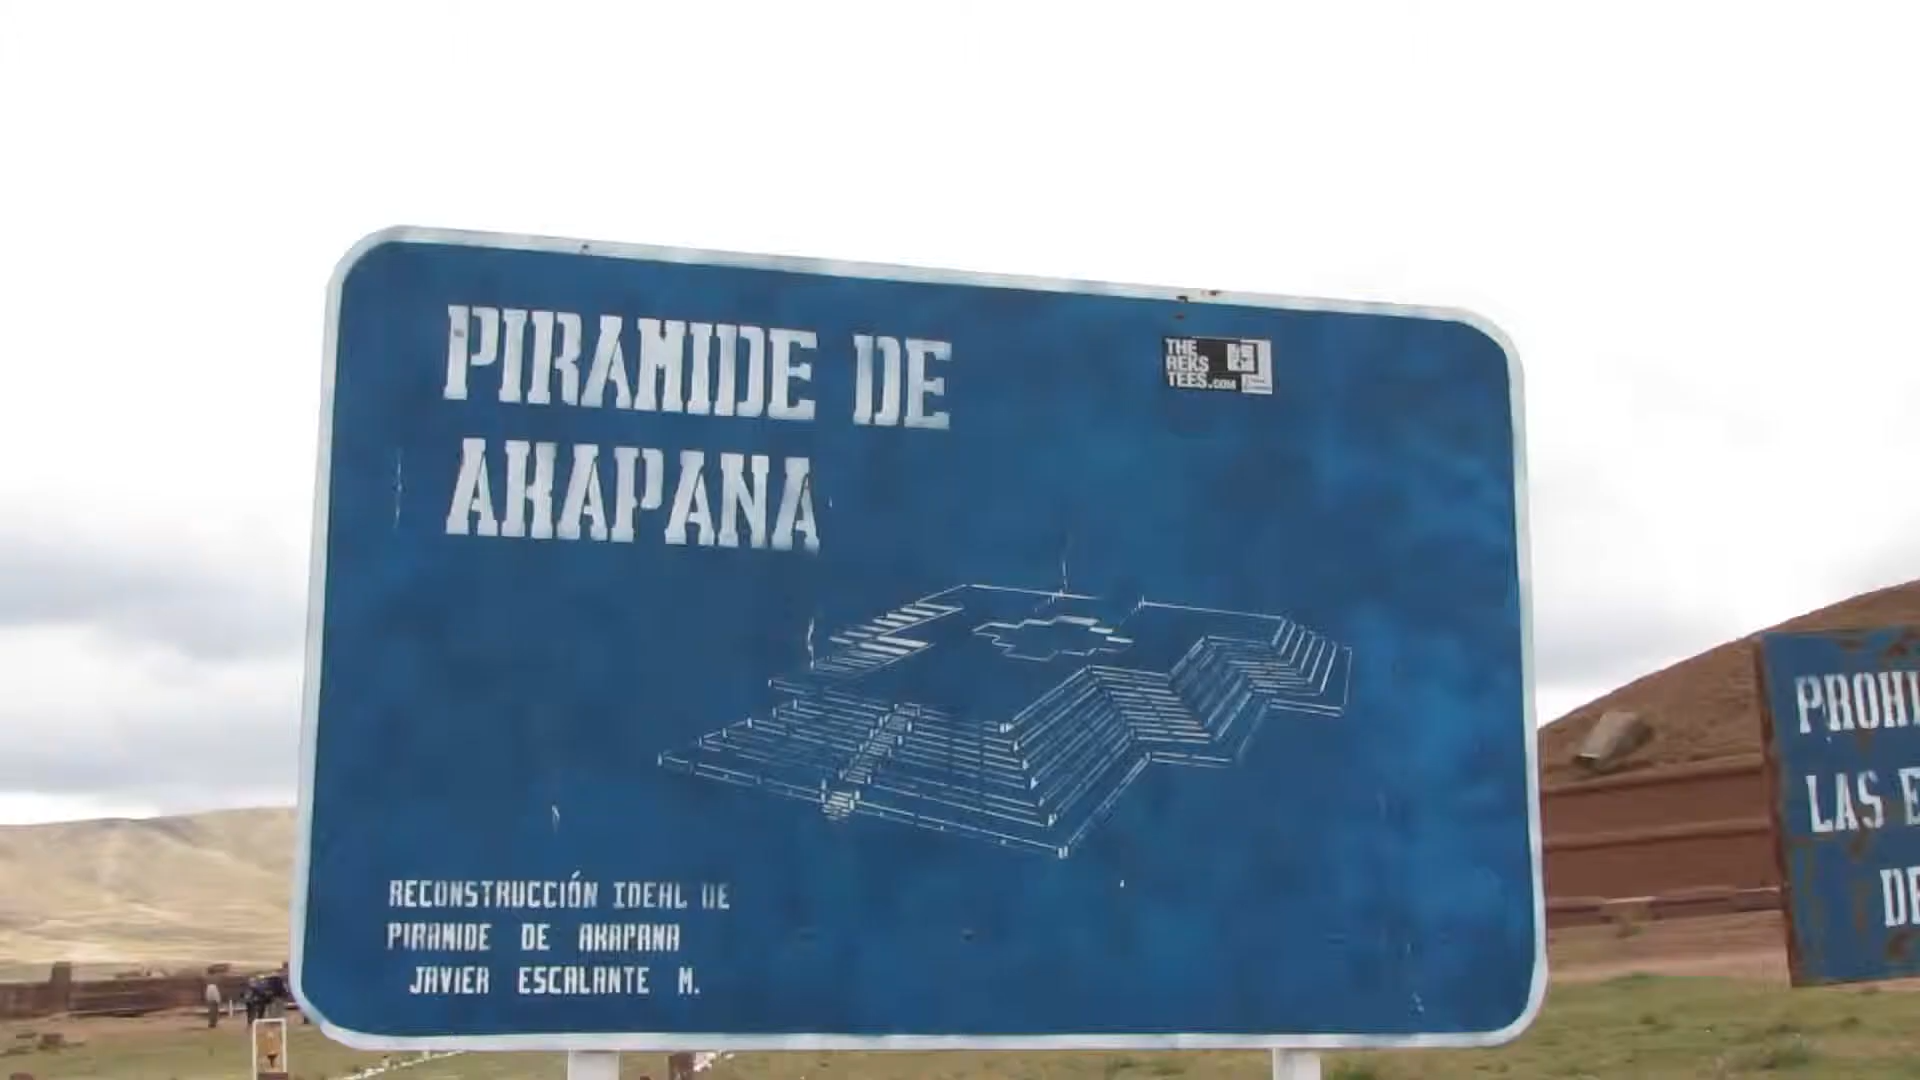 PIRAMIDE DE
AKAPANA
THE
REKS
TEES.COM
RECONSTRUCCIÓN IDEAL DE
PIRAMIDE DE AKAPANA
JAVIER ESCALANTE M.
PROHI
LAS E
DE